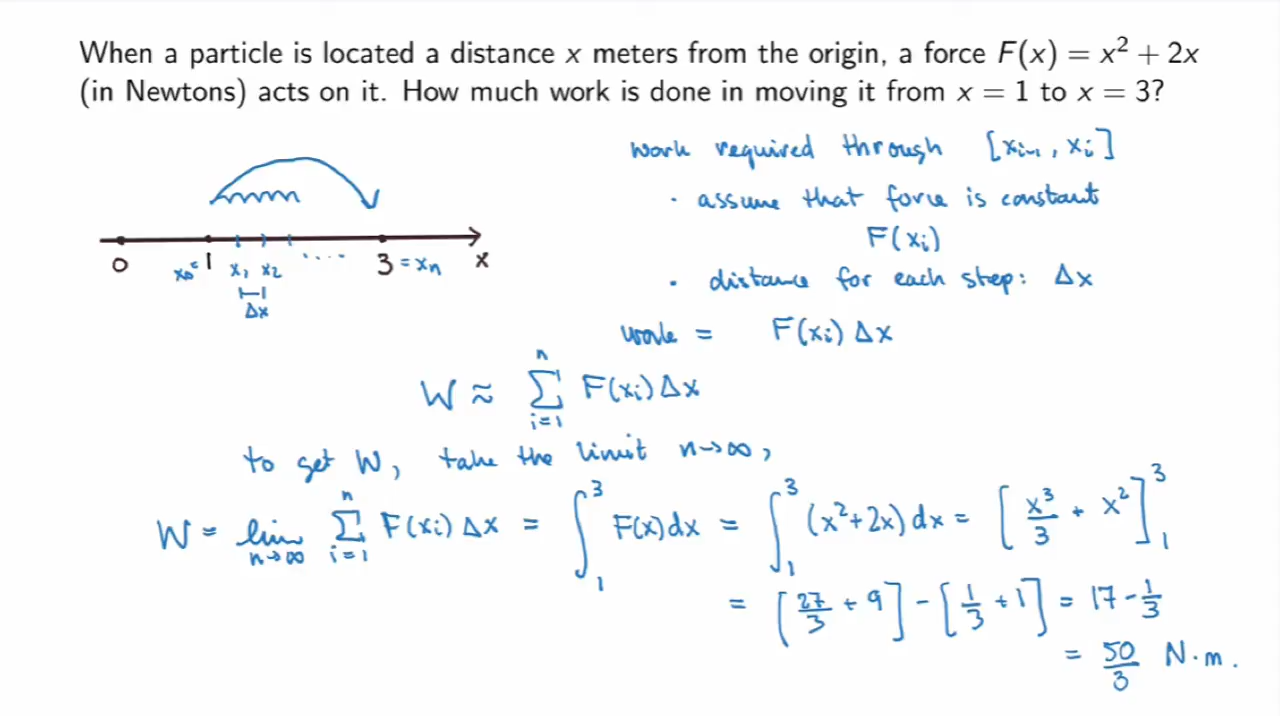 When a particle is located a distance x meters from the origin, a force F(x) = x² + 2x
(in Newtons) acts on it. How much work is done in moving it from x = 1 to x = 3?
work required through [xᵢ₋₁, xᵢ]
· assume that force is constant
F(xᵢ)
0 x₀=1 x₁ x₂ .... 3=xₙ x
Δx
· distance for each step: Δx
work = F(xᵢ) Δx
W ≈ ∑ᵢ₌₁ⁿ F(xᵢ) Δx
to get W, take the limit n→∞,
W = lim n→∞ ∑ᵢ₌₁ⁿ F(xᵢ) Δx = ∫₁³ F(x) dx = ∫₁³ (x²+2x) dx = [x³/3 + x²]₁³
= [27/3 + 9] - [1/3 + 1] = 17 - 1/3
= 50/3 N·m.